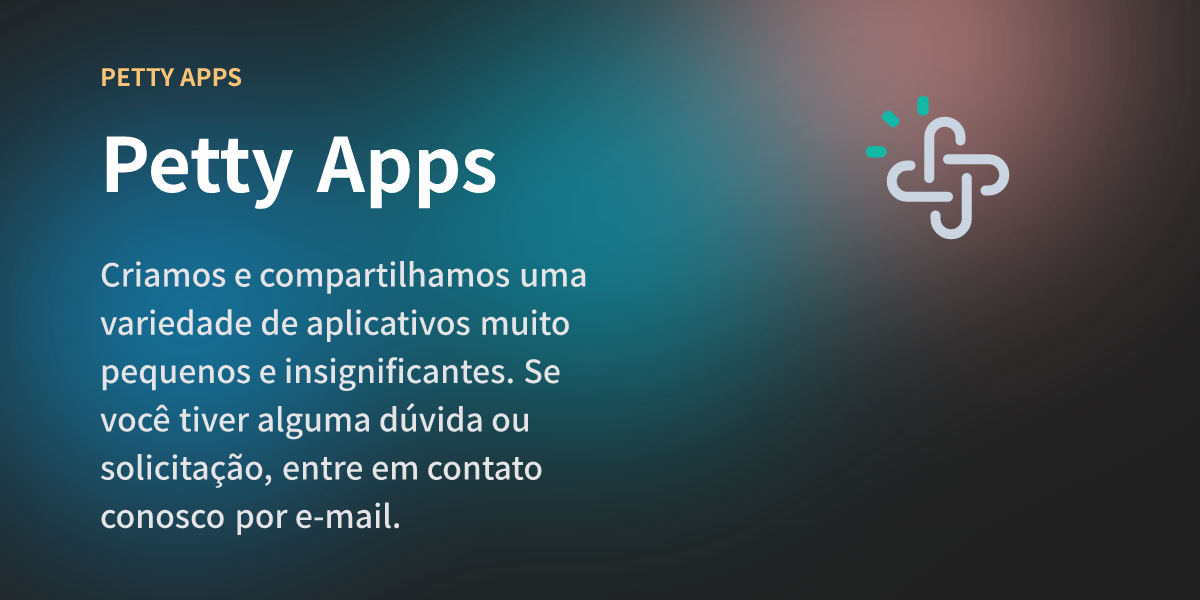 PETTY APPS
Petty Apps
Criamos e compartilhamos uma
variedade de aplicativos muito
pequenos e insignificantes. Se
você tiver alguma dúvida ou
solicitação, entre em contato
conosco por e-mail.